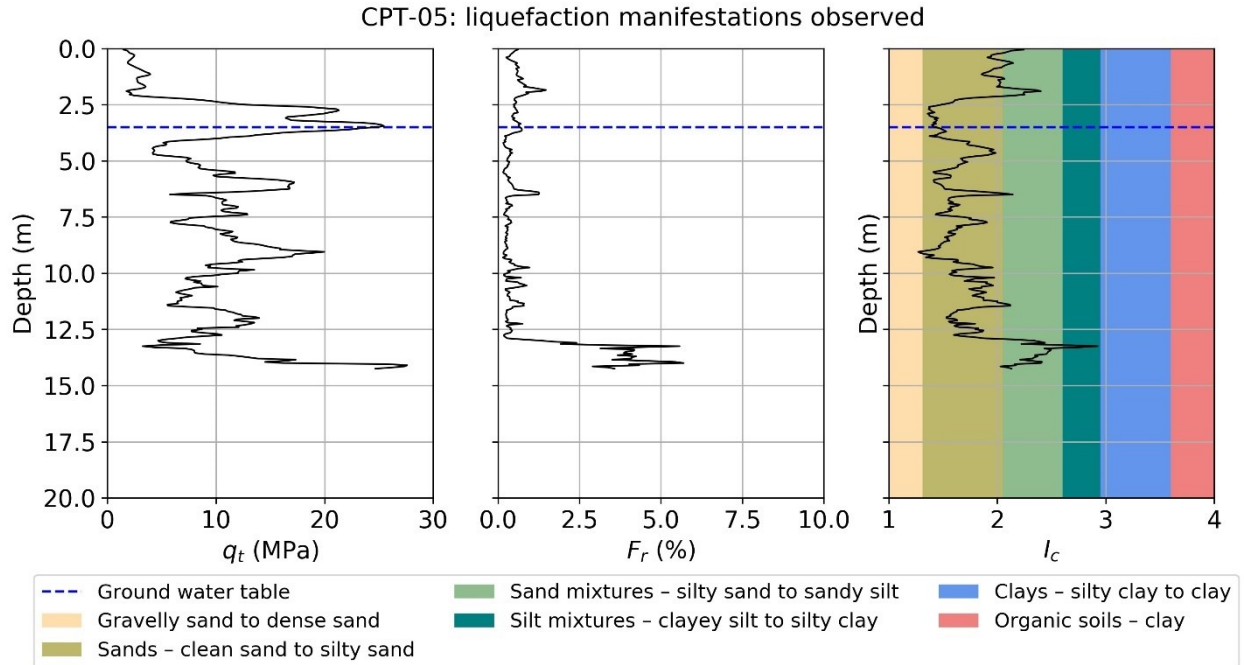 CPT-05: liquefaction manifestations observed
Depth (m)
0.0
2.5
5.0
7.5
10.0
12.5
15.0
17.5
20.0
0 10 20 30
q_t (MPa)
0.0 2.5 5.0 7.5 10.0
F_r (%)
Depth (m)
1 2 3 4
I_c
Ground water table
Gravelly sand to dense sand
Sands – clean sand to silty sand
Sand mixtures – silty sand to sandy silt
Silt mixtures – clayey silt to silty clay
Clays – silty clay to clay
Organic soils – clay